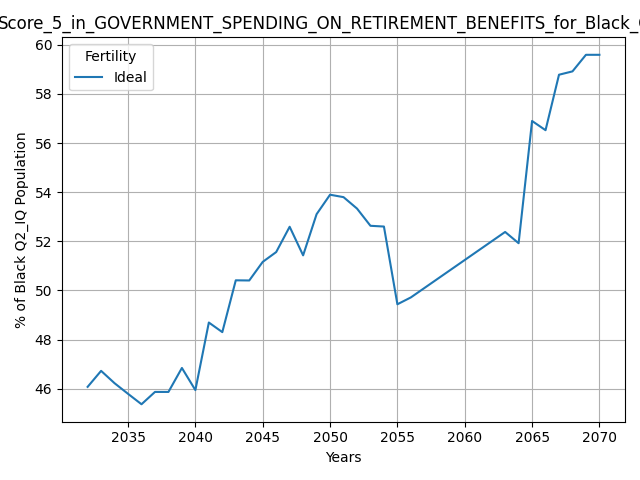 Score_5_in_GOVERNMENT_SPENDING_ON_RETIREMENT_BENEFITS_for_Black_
Fertility
Ideal
60
58
56
54
52
50
48
46
% of Black Q2_IQ Population
2035 2040 2045 2050 2055 2060 2065 2070
Years